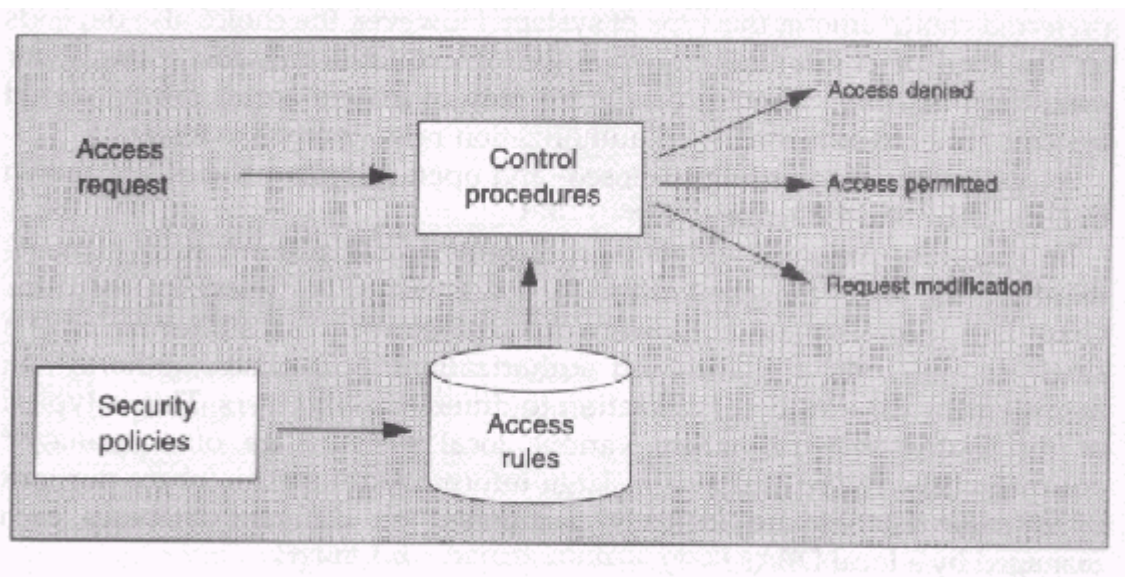 Access denied
Access
request
Control
procedures
Access permitted
Request modification
Security
policies
Access
rules